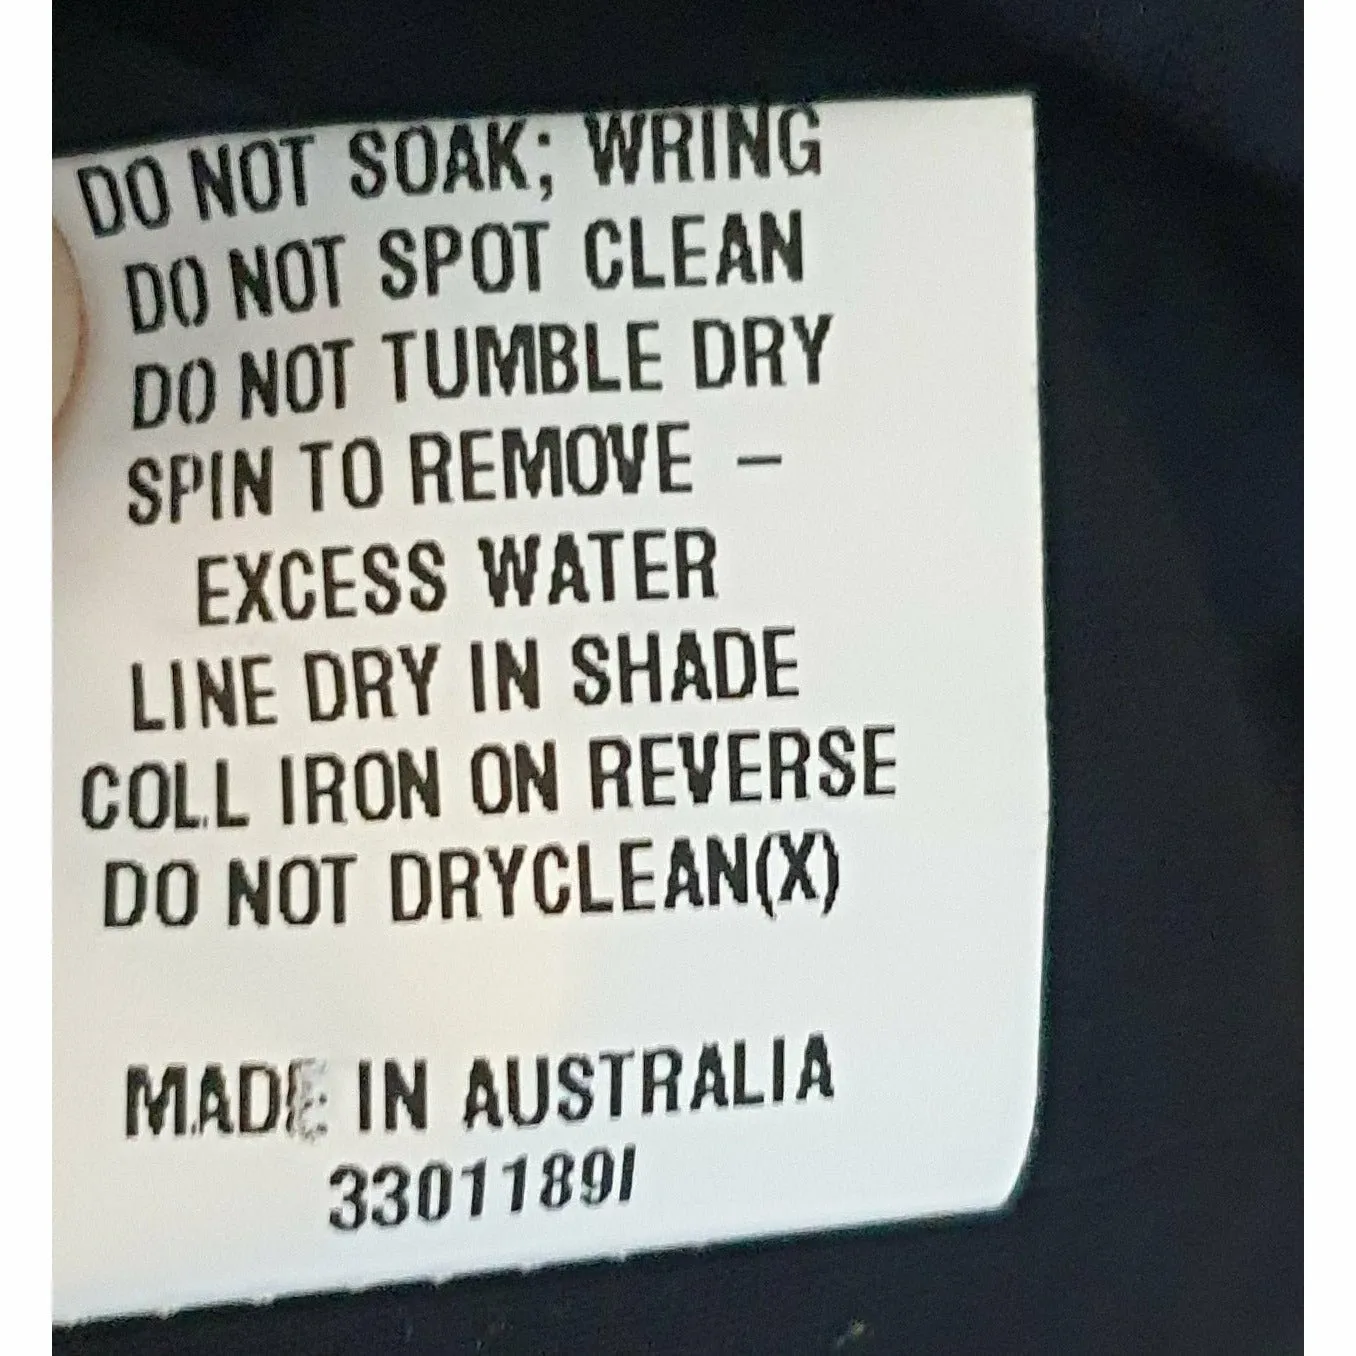 DO NOT SOAK; WRING
DO NOT SPOT CLEAN
DO NOT TUMBLE DRY
SPIN TO REMOVE –
EXCESS WATER
LINE DRY IN SHADE
COLL IRON ON REVERSE
DO NOT DRYCLEAN(X)
MADE IN AUSTRALIA
3301189I